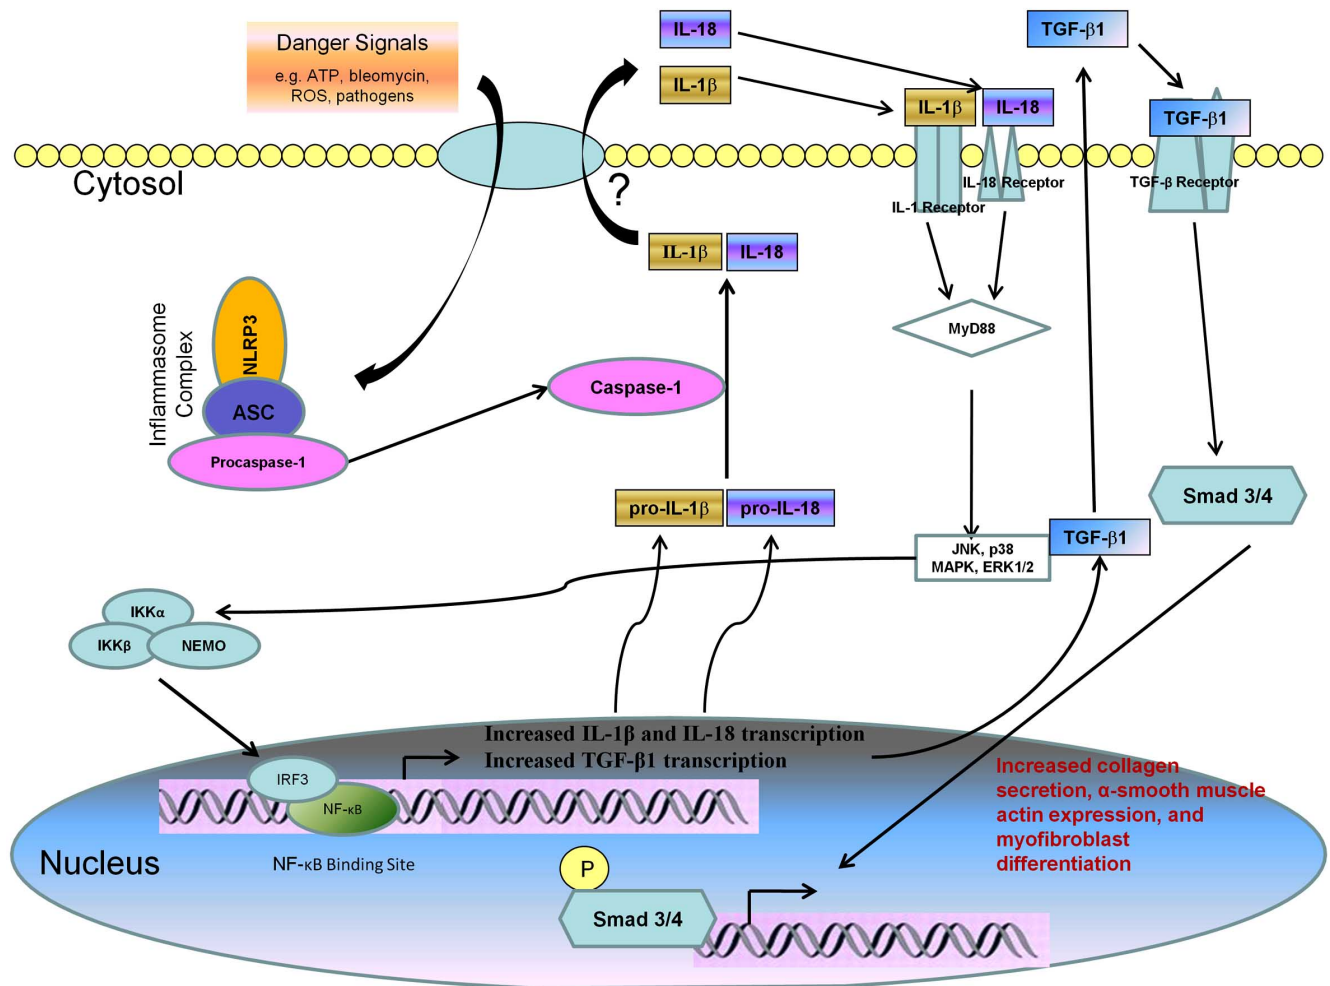 Danger Signals
e.g. ATP, bleomycin,
ROS, pathogens
IL-18
IL-1β
TGF-β1
IL-1β
IL-18
TGF-β1
Cytosol
?
IL-18 Receptor
IL-1 Receptor
TGF-β Receptor
IL-1β
IL-18
MyD88
Inflammasome
Complex
NLRP3
ASC
Procaspase-1
Caspase-1
pro-IL-1β
pro-IL-18
JNK, p38
MAPK, ERK1/2
TGF-β1
Smad 3/4
IKKα
IKKβ
NEMO
Increased IL-1β and IL-18 transcription
Increased TGF-β1 transcription
IRF3
NF-κB
NF-κB Binding Site
Nucleus
Increased collagen
secretion, α-smooth muscle
actin expression, and
myofibroblast
differentiation
P
Smad 3/4